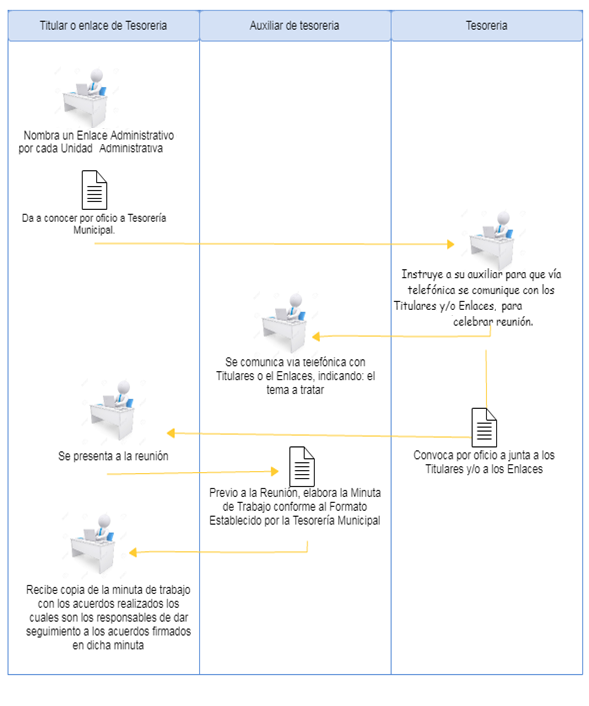 Titular o enlace de Tesoreria
Auxiliar de tesoreria
Tesoreria
Nombra un Enlace Administrativo
por cada Unidad Administrativa
Da a conocer por oficio a Tesorería
Municipal.
Instruye a su auxiliar para que vía
telefónica se comunique con los
Titulares y/o Enlaces, para
celebrar reunión.
Se comunica via telefónica con
Titulares o el Enlaces, indicando: el
tema a tratar
Convoca por oficio a junta a los
Titulares y/o a los Enlaces
Se presenta a la reunión
Previo a la Reunión, elabora la Minuta
de Trabajo conforme al Formato
Establecido por la Tesorería Municipal
Recibe copia de la minuta de trabajo
con los acuerdos realizados los
cuales son los responsables de dar
seguimiento a los acuerdos firmados
en dicha minuta